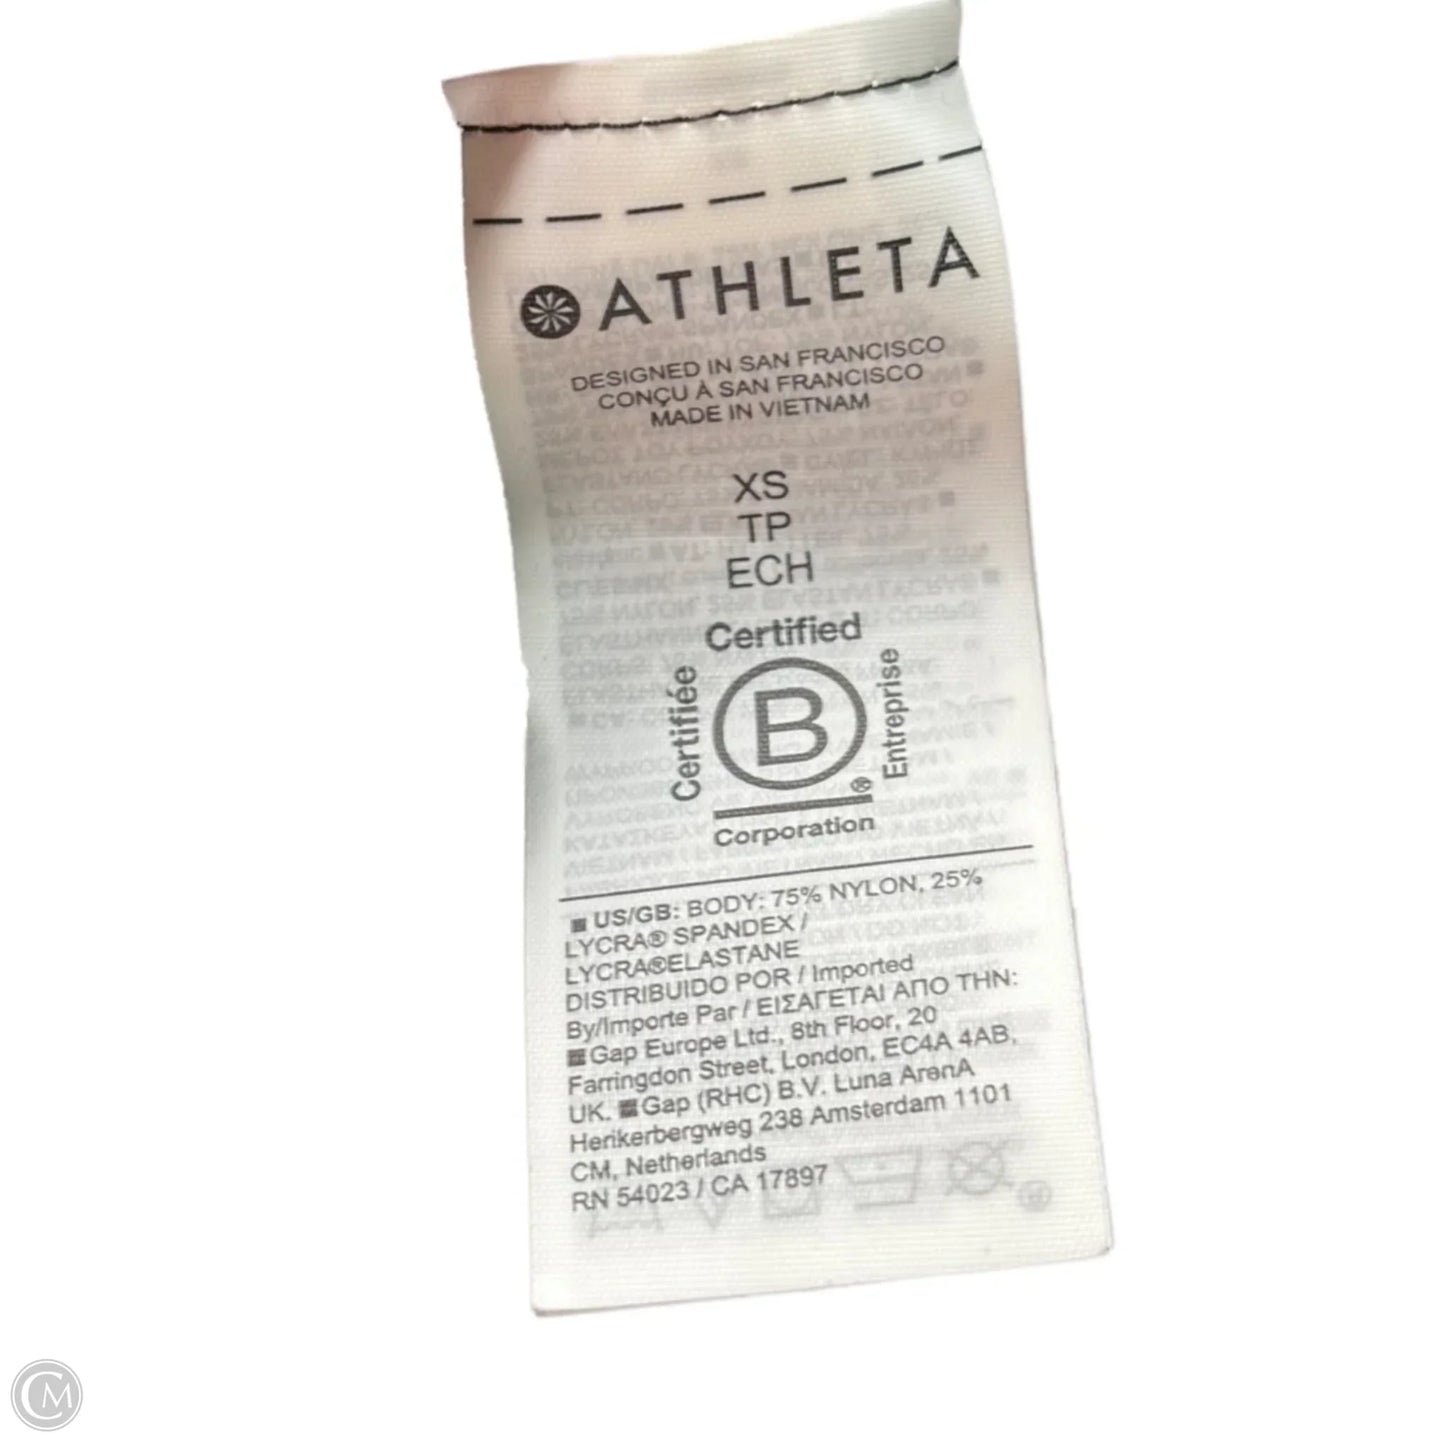 ATHLETA
DESIGNED IN SAN FRANCISCO
CONÇU À SAN FRANCISCO
MADE IN VIETNAM
XS
TP
ECH
Certified
Certifiée
B
®
Entreprise
Corporation
US/GB: BODY: 75% NYLON, 25%
LYCRA® SPANDEX /
LYCRA®ELASTANE
DISTRIBUIDO POR / Imported
By/Importe Par / ΕΙΣΑΓΕΤΑΙ ΑΠΟ ΤΗΝ:
Gap Europe Ltd., 8th Floor, 20
Farringdon Street, London, EC4A 4AB,
UK. Gap (RHC) B.V. Luna ArenA
Herikerbergweg 238 Amsterdam 1101
CM, Netherlands
RN 54023 / CA 17897
CM